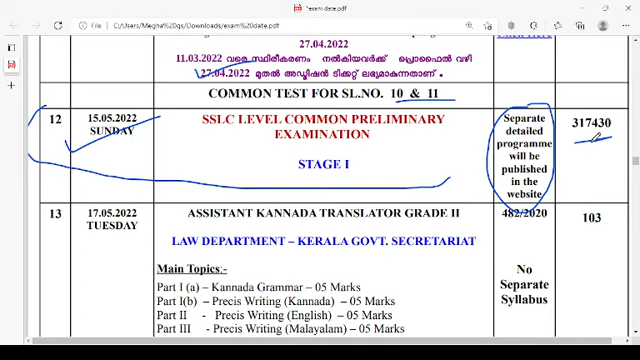 *exam date.pdf
File
C:/Users/Megha%20gs/Downloads/exam%20date.pdf
27.04.2022
11.03.2022 വരെ സ്ഥിരീകരണം നൽകിയവർക്ക് പ്രൊഫൈൽ വഴി
27.04.2022 മുതൽ അഡ്മിഷൻ ടിക്കറ്റ് ലഭ്യമാകുന്നതാണ് .
COMMON TEST FOR SL.NO. 10 & 11
12
15.05.2022
SUNDAY
SSLC LEVEL COMMON PRELIMINARY
EXAMINATION
STAGE I
Separate
detailed
programme
will be
published
in the
website
317430
13
17.05.2022
TUESDAY
ASSISTANT KANNADA TRANSLATOR GRADE II
LAW DEPARTMENT – KERALA GOVT. SECRETARIAT
Main Topics:-
Part I (a) – Kannada Grammar – 05 Marks
Part I(b) – Precis Writing (Kannada) – 05 Marks
Part II - Precis Writing (English) – 05 Marks
Part III - Precis Writing (Malayalam) – 05 Marks
482/2020
No
Separate
Syllabus
103